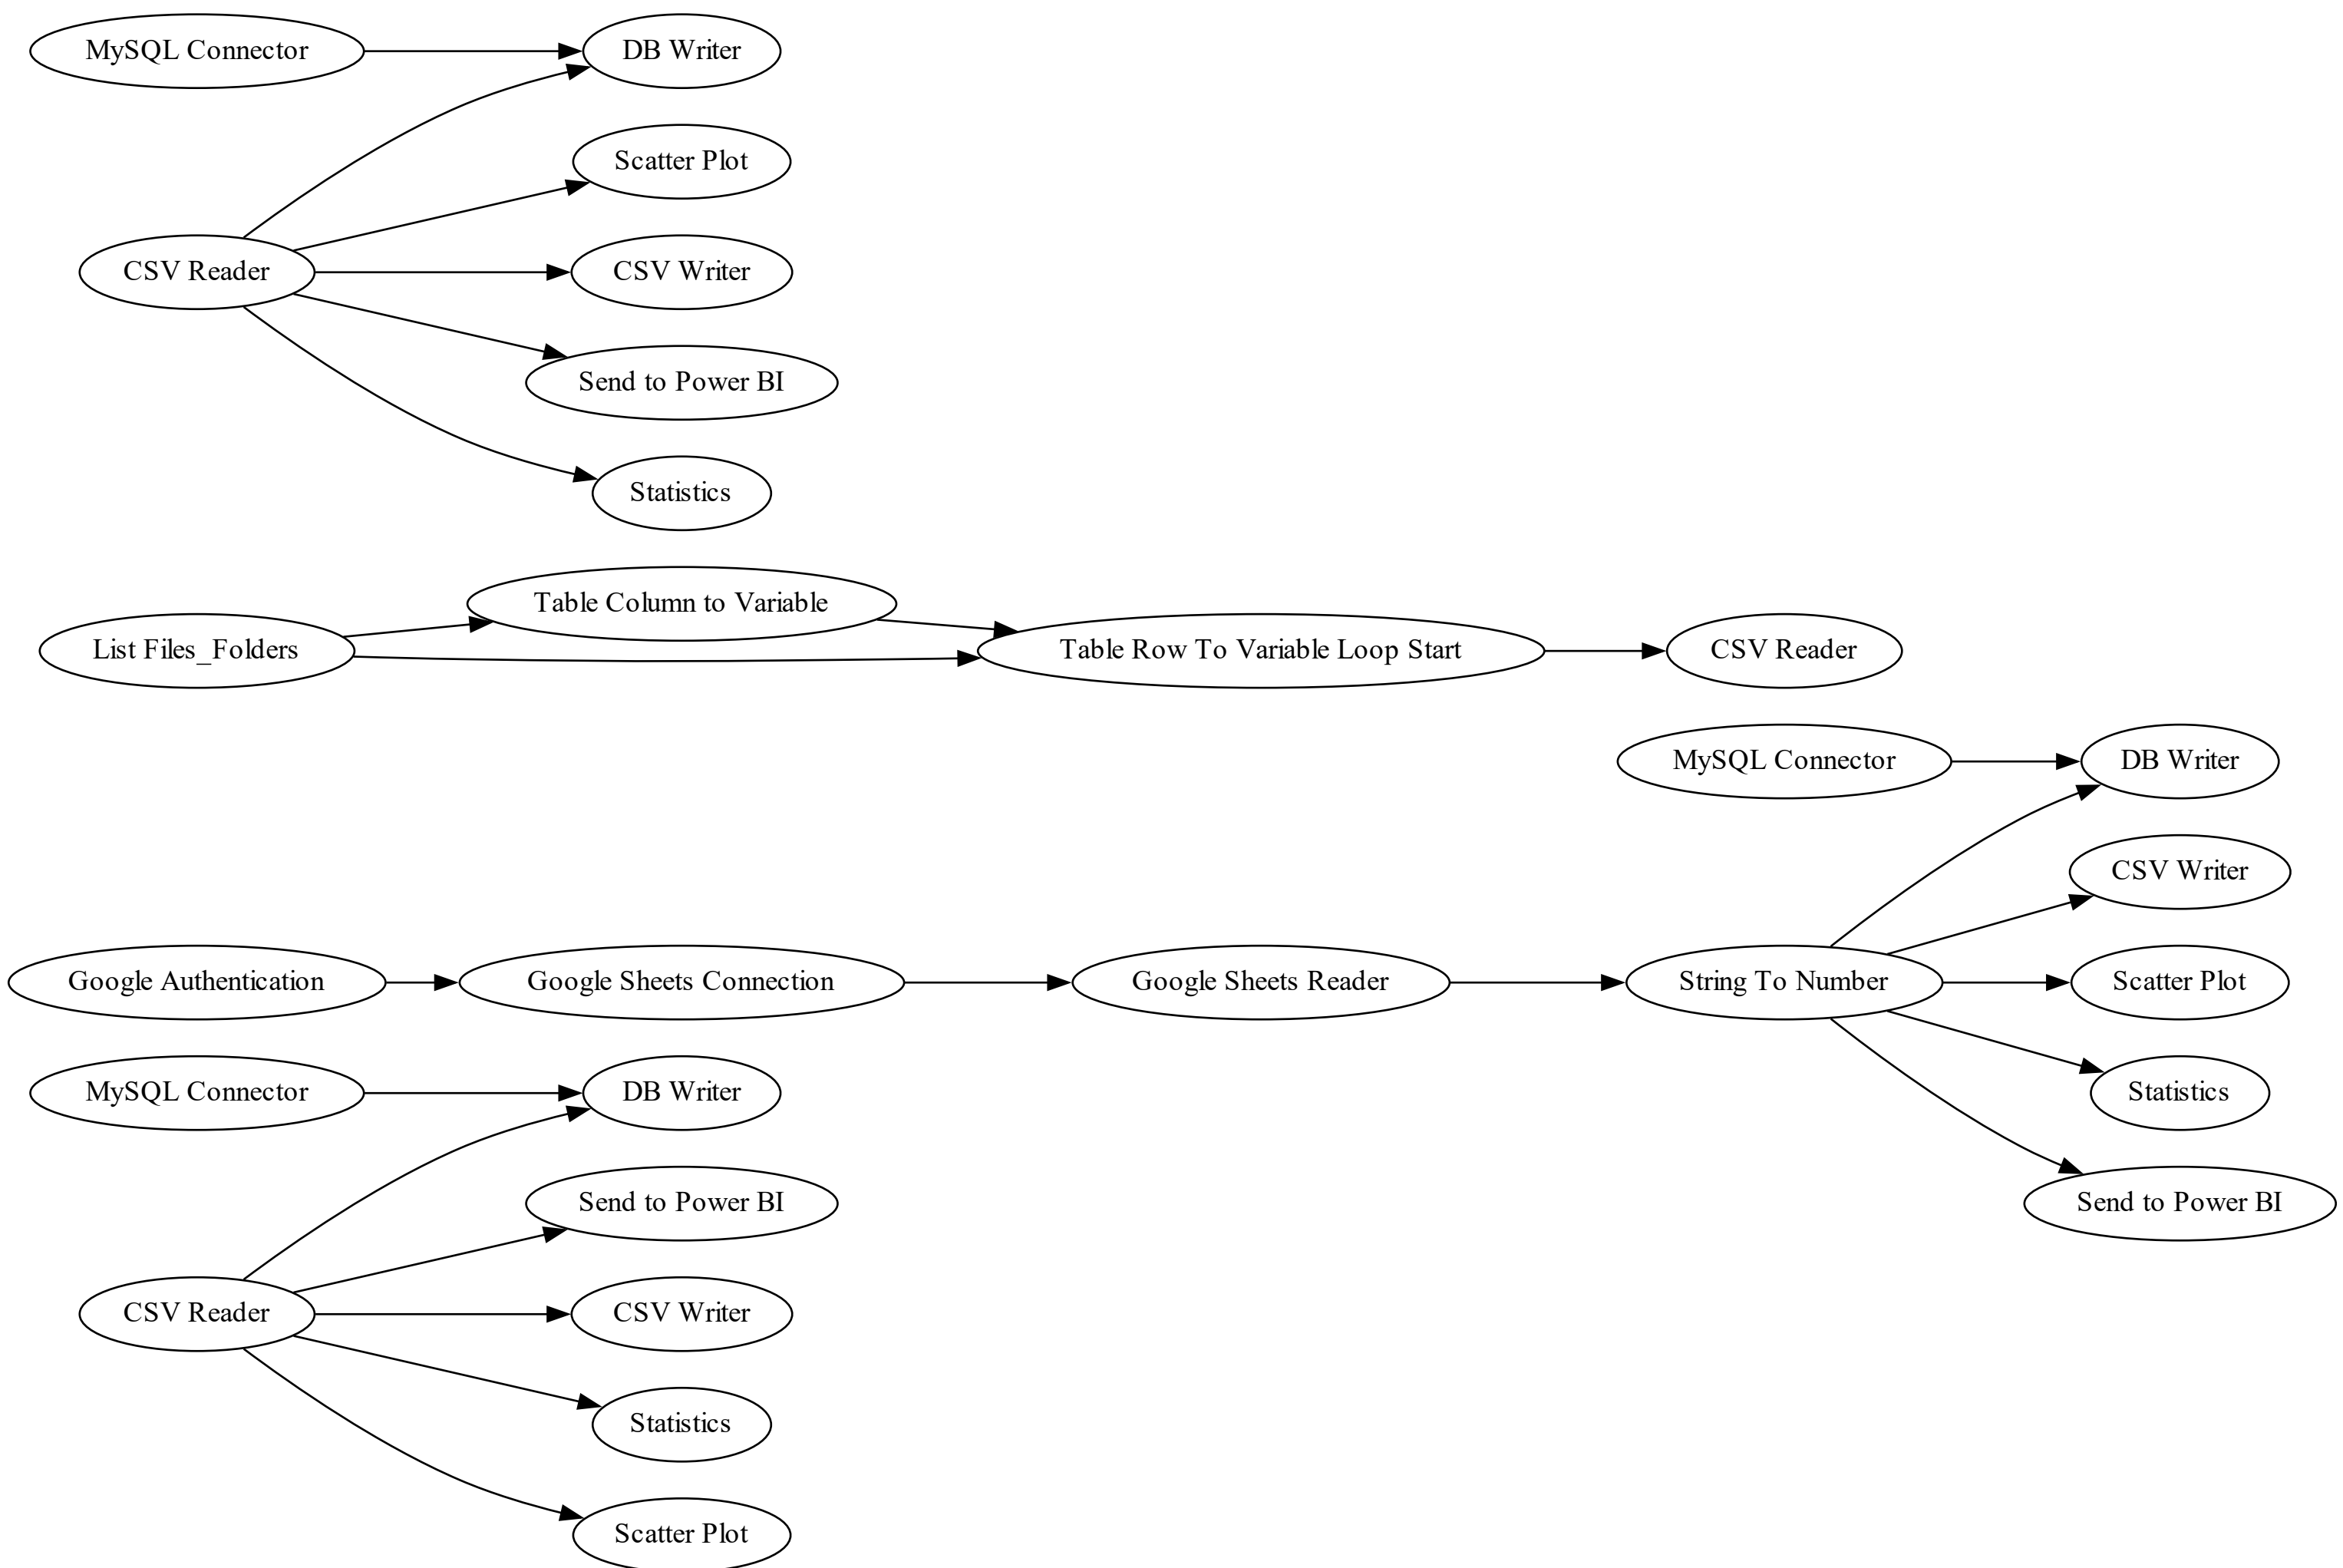 MySQL Connector
DB Writer
Scatter Plot
CSV Reader
CSV Writer
Send to Power BI
Statistics
List Files_Folders
Table Column to Variable
Table Row To Variable Loop Start
CSV Reader
MySQL Connector
DB Writer
CSV Writer
Google Authentication
Google Sheets Connection
Google Sheets Reader
String To Number
Scatter Plot
Statistics
Send to Power BI
MySQL Connector
DB Writer
Send to Power BI
CSV Reader
CSV Writer
Statistics
Scatter Plot